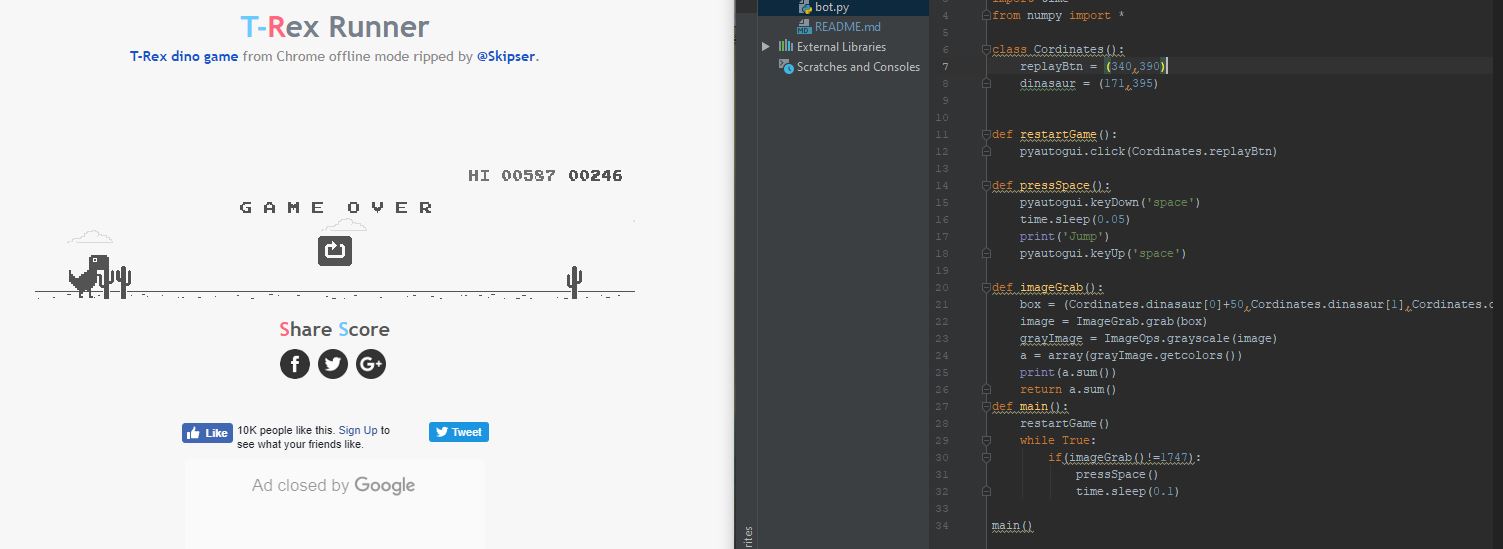 T-Rex Runner
T-Rex dino game from Chrome offline mode ripped by @Skipser.
HI 00587 00246
GAME OVER
Share Score
f
G+
Like
10K people like this. Sign Up to
see what your friends like.
Tweet
Ad closed by Google
bot.py
MD README.md
External Libraries
Scratches and Consoles
rites
3 import time
4 from numpy import *
5
6 class Cordinates():
7 replayBtn = (340,390)
8 dinasaur = (171,395)
9
10
11 def restartGame():
12 pyautogui.click(Cordinates.replayBtn)
13
14 def pressSpace():
15 pyautogui.keyDown('space')
16 time.sleep(0.05)
17 print('Jump')
18 pyautogui.keyUp('space')
19
20 def imageGrab():
21 box = (Cordinates.dinasaur[0]+50,Cordinates.dinasaur[1],Cordinates.
22 image = ImageGrab.grab(box)
23 grayImage = ImageOps.grayscale(image)
24 a = array(grayImage.getcolors())
25 print(a.sum())
26 return a.sum()
27 def main():
28 restartGame()
29 while True:
30 if(imageGrab()!=1747):
31 pressSpace()
32 time.sleep(0.1)
33
34 main()